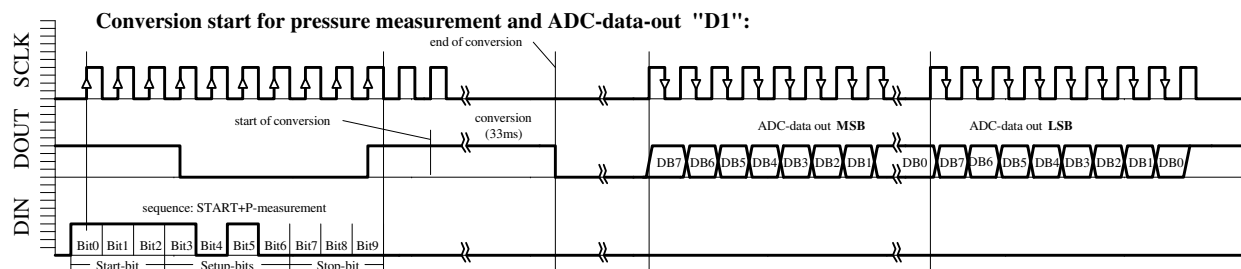 Conversion start for pressure measurement and ADC-data-out "D1":
end of conversion
SCLK
start of conversion
conversion
(33ms)
ADC-data out MSB
ADC-data out LSB
DOUT
DB7 DB6 DB5 DB4 DB3 DB2 DB1 DB0 DB7 DB6 DB5 DB4 DB3 DB2 DB1 DB0
sequence: START+P-measurement
DIN
Bit0 Bit1 Bit2 Bit3 Bit4 Bit5 Bit6 Bit7 Bit8 Bit9
Start-bit Setup-bits Stop-bit